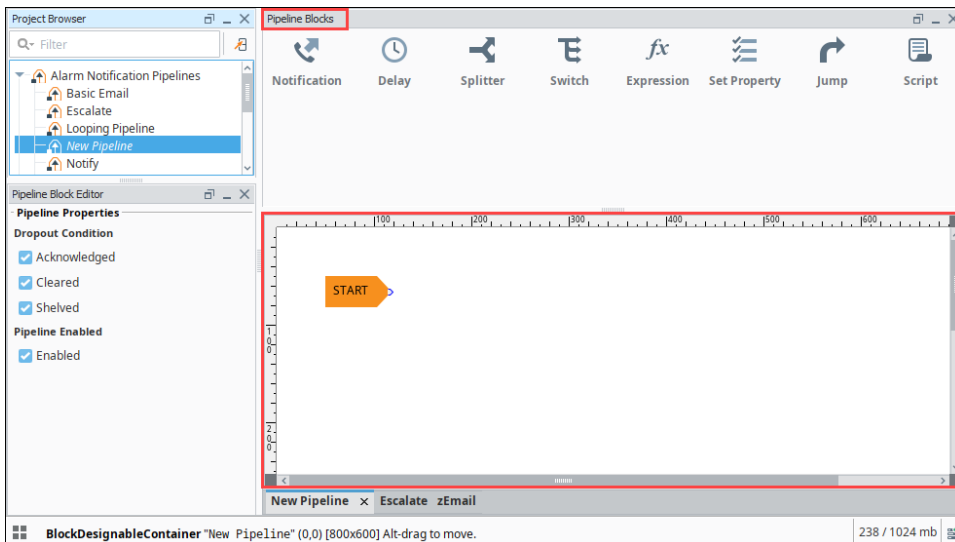 Project Browser
Filter
Alarm Notification Pipelines
Basic Email
Escalate
Looping Pipeline
New Pipeline
Notify
Pipeline Block Editor
Pipeline Properties
Dropout Condition
Acknowledged
Cleared
Shelved
Pipeline Enabled
Enabled
Pipeline Blocks
fx
Notification Delay Splitter Switch Expression Set Property Jump Script
100 200 300 400 500 600
START
100
200
New Pipeline x Escalate zEmail
BlockDesignableContainer "New Pipeline" (0,0) [800x600] Alt-drag to move.
238 / 1024 mb